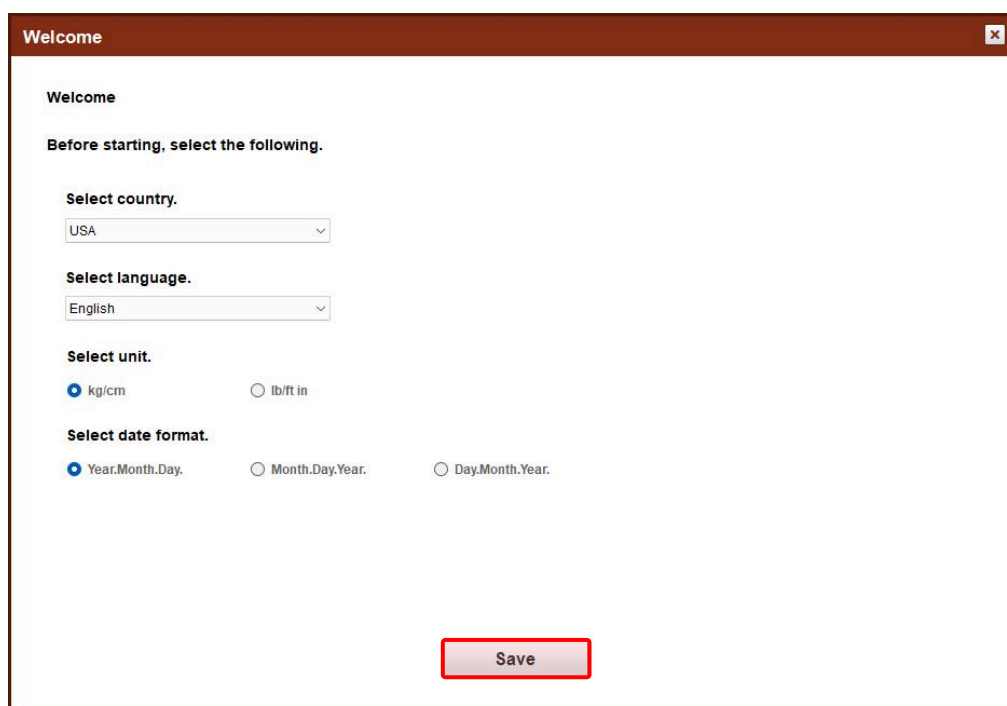 Welcome
Welcome
Before starting, select the following.
Select country.
USA
Select language.
English
Select unit.
kg/cm lb/ft in
Select date format.
Year.Month.Day. Month.Day.Year. Day.Month.Year.
Save